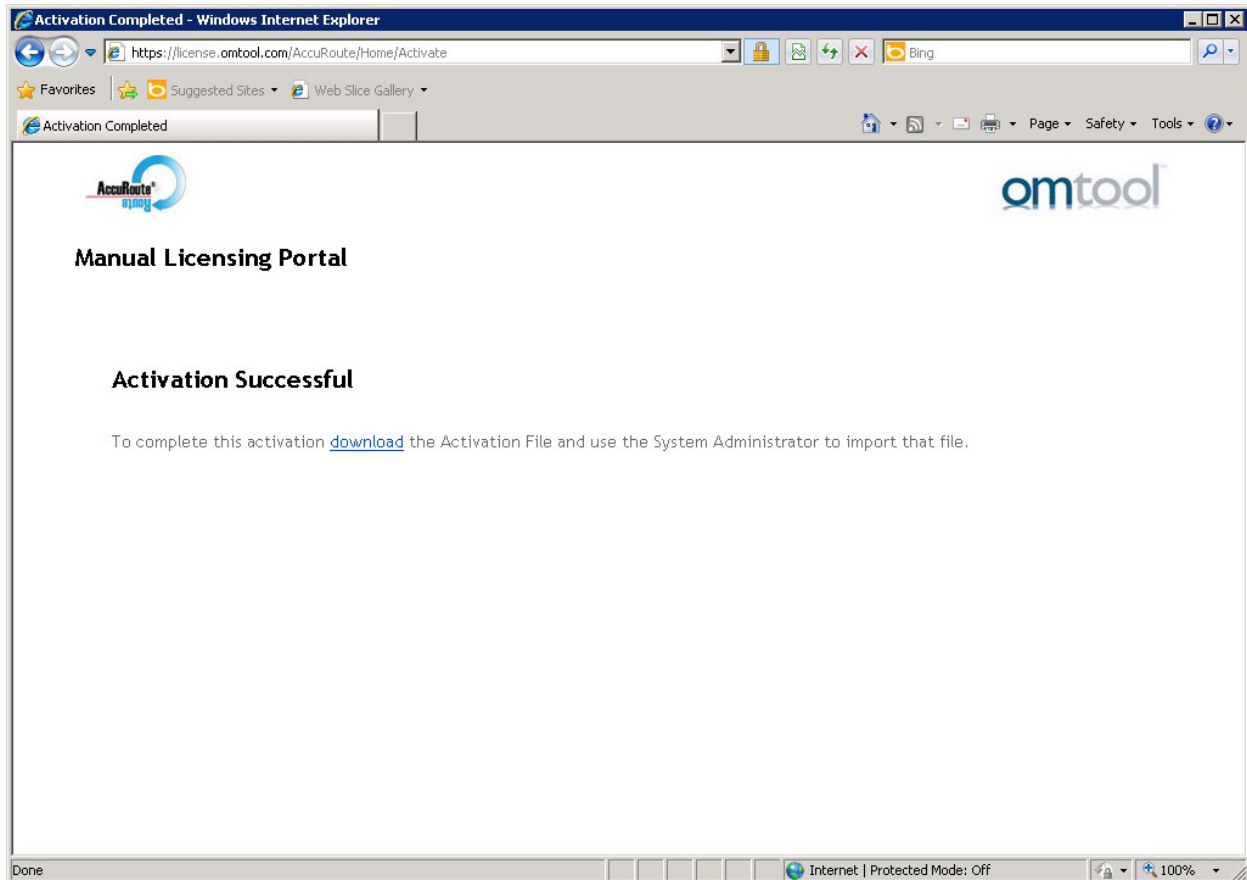 Activation Completed - Windows Internet Explorer
https://license.omtool.com/AccuRoute/Home/Activate
Bing
Favorites Suggested Sites Web Slice Gallery
Activation Completed
Page Safety Tools
AccuRoute®
Route
omtool
Manual Licensing Portal
Activation Successful
To complete this activation download the Activation File and use the System Administrator to import that file.
Done
Internet | Protected Mode: Off
100%